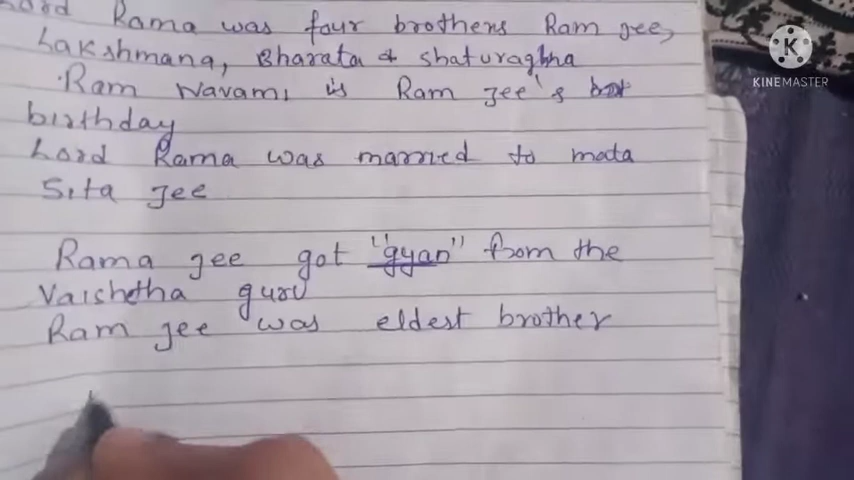 Lord Rama was four brothers Ram jee,
Lakshmana, Bharata & Shaturaghna
Ram Navami is Ram jee's
birthday
Lord Rama was married to mata
Sita jee
Rama jee got "gyan" from the
Vaishetha guru
Ram jee was eldest brother
K
KINEMASTER